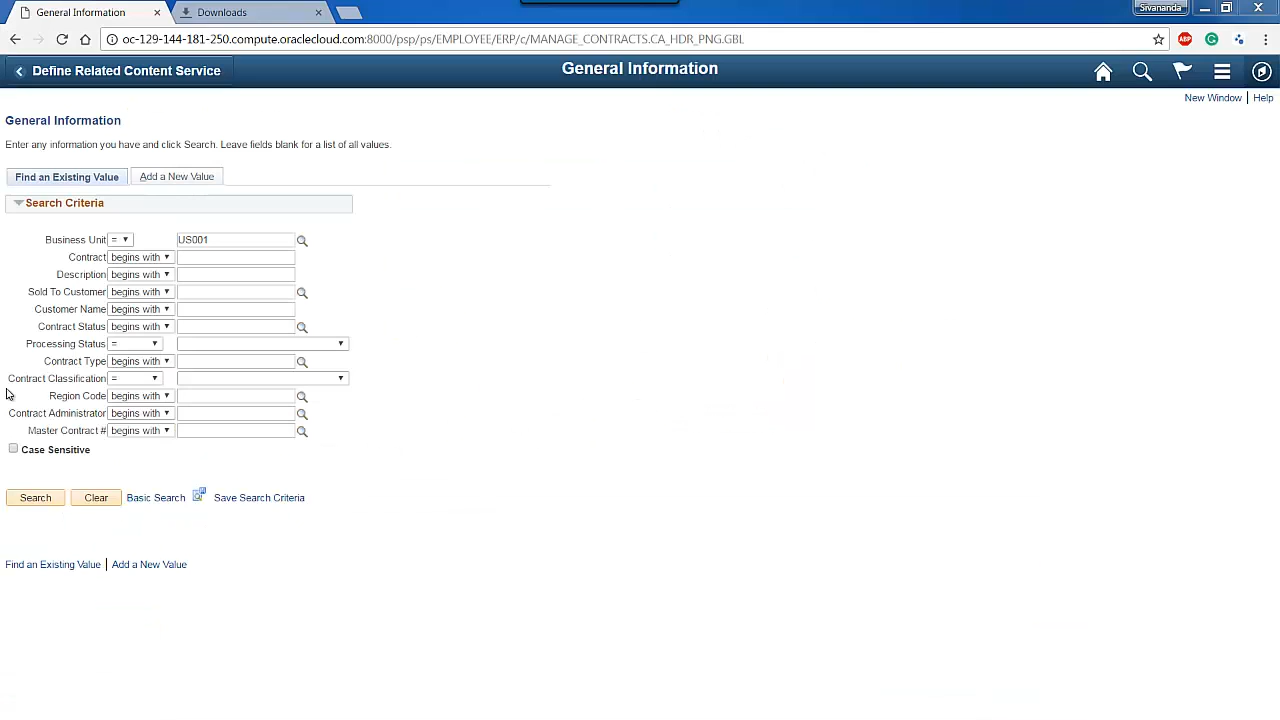 General Information
Downloads
Sivananda
oc-129-144-181-250.compute.oraclecloud.com:8000/psp/ps/EMPLOYEE/ERP/c/MANAGE_CONTRACTS.CA_HDR_PNG.GBL
ABP
Define Related Content Service
General Information
New Window | Help
General Information
Enter any information you have and click Search. Leave fields blank for a list of all values.
Find an Existing Value
Add a New Value
Search Criteria
Business Unit = US001
Contract begins with
Description begins with
Sold To Customer begins with
Customer Name begins with
Contract Status begins with
Processing Status =
Contract Type begins with
Contract Classification =
Region Code begins with
Contract Administrator begins with
Master Contract # begins with
Case Sensitive
Search Clear Basic Search Save Search Criteria
Find an Existing Value | Add a New Value